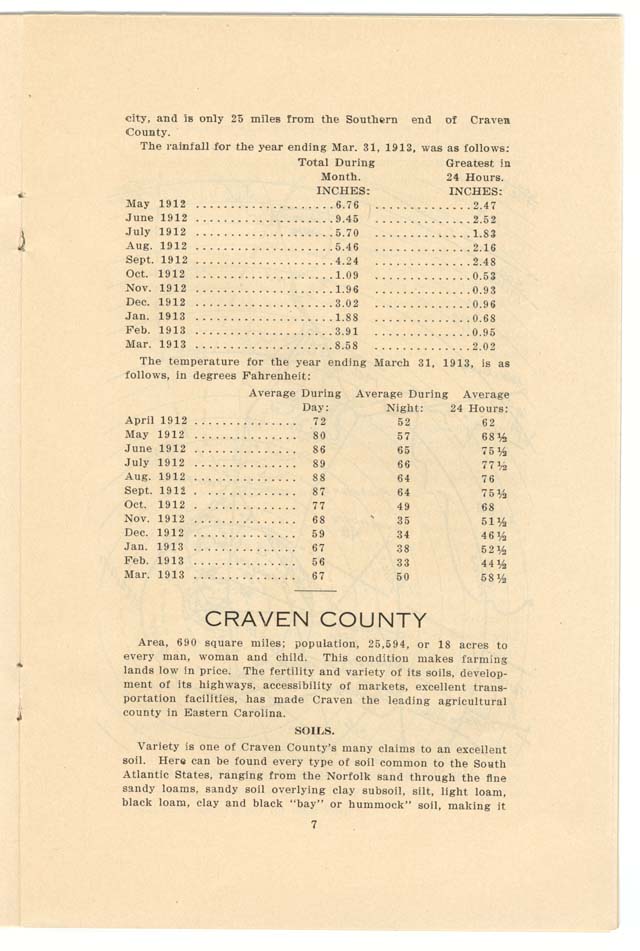 city, and is only 25 miles from the Southern end of Craven
County.
The rainfall for the year ending Mar. 31, 1913, was as follows:
Total During Greatest in
Month. 24 Hours.
INCHES: INCHES:
May 1912 ....................6.76 ..............2.47
June 1912 ....................9.45 ..............2.52
July 1912 ....................5.70 ..............1.83
Aug. 1912 ....................5.46 ..............2.16
Sept. 1912 ....................4.24 ..............2.48
Oct. 1912 ....................1.09 ..............0.53
Nov. 1912 ....................1.96 ..............0.93
Dec. 1912 ....................3.02 ..............0.96
Jan. 1913 ....................1.88 ..............0.68
Feb. 1913 ....................3.91 ..............0.95
Mar. 1913 ....................8.58 ..............2.02
The temperature for the year ending March 31, 1913, is as
follows, in degrees Fahrenheit:
Average During Average During Average
Day: Night: 24 Hours:
April 1912 ............... 72 52 62
May 1912 ............... 80 57 68½
June 1912 ............... 86 65 75½
July 1912 ............... 89 66 77½
Aug. 1912 ............... 88 64 76
Sept. 1912 . ............. 87 64 75½
Oct. 1912 . ............. 77 49 68
Nov. 1912 ............... 68 35 51½
Dec. 1912 ............... 59 34 46½
Jan. 1913 ............... 67 38 52½
Feb. 1913 ............... 56 33 44½
Mar. 1913 ............... 67 50 58½
CRAVEN COUNTY
Area, 690 square miles; population, 25,594, or 18 acres to
every man, woman and child. This condition makes farming
lands low in price. The fertility and variety of its soils, develop-
ment of its highways, accessibility of markets, excellent trans-
portation facilities, has made Craven the leading agricultural
county in Eastern Carolina.
SOILS.
Variety is one of Craven County's many claims to an excellent
soil. Here can be found every type of soil common to the South
Atlantic States, ranging from the Norfolk sand through the fine
sandy loams, sandy soil overlying clay subsoil, silt, light loam,
black loam, clay and black "bay" or hummock" soil, making it
7